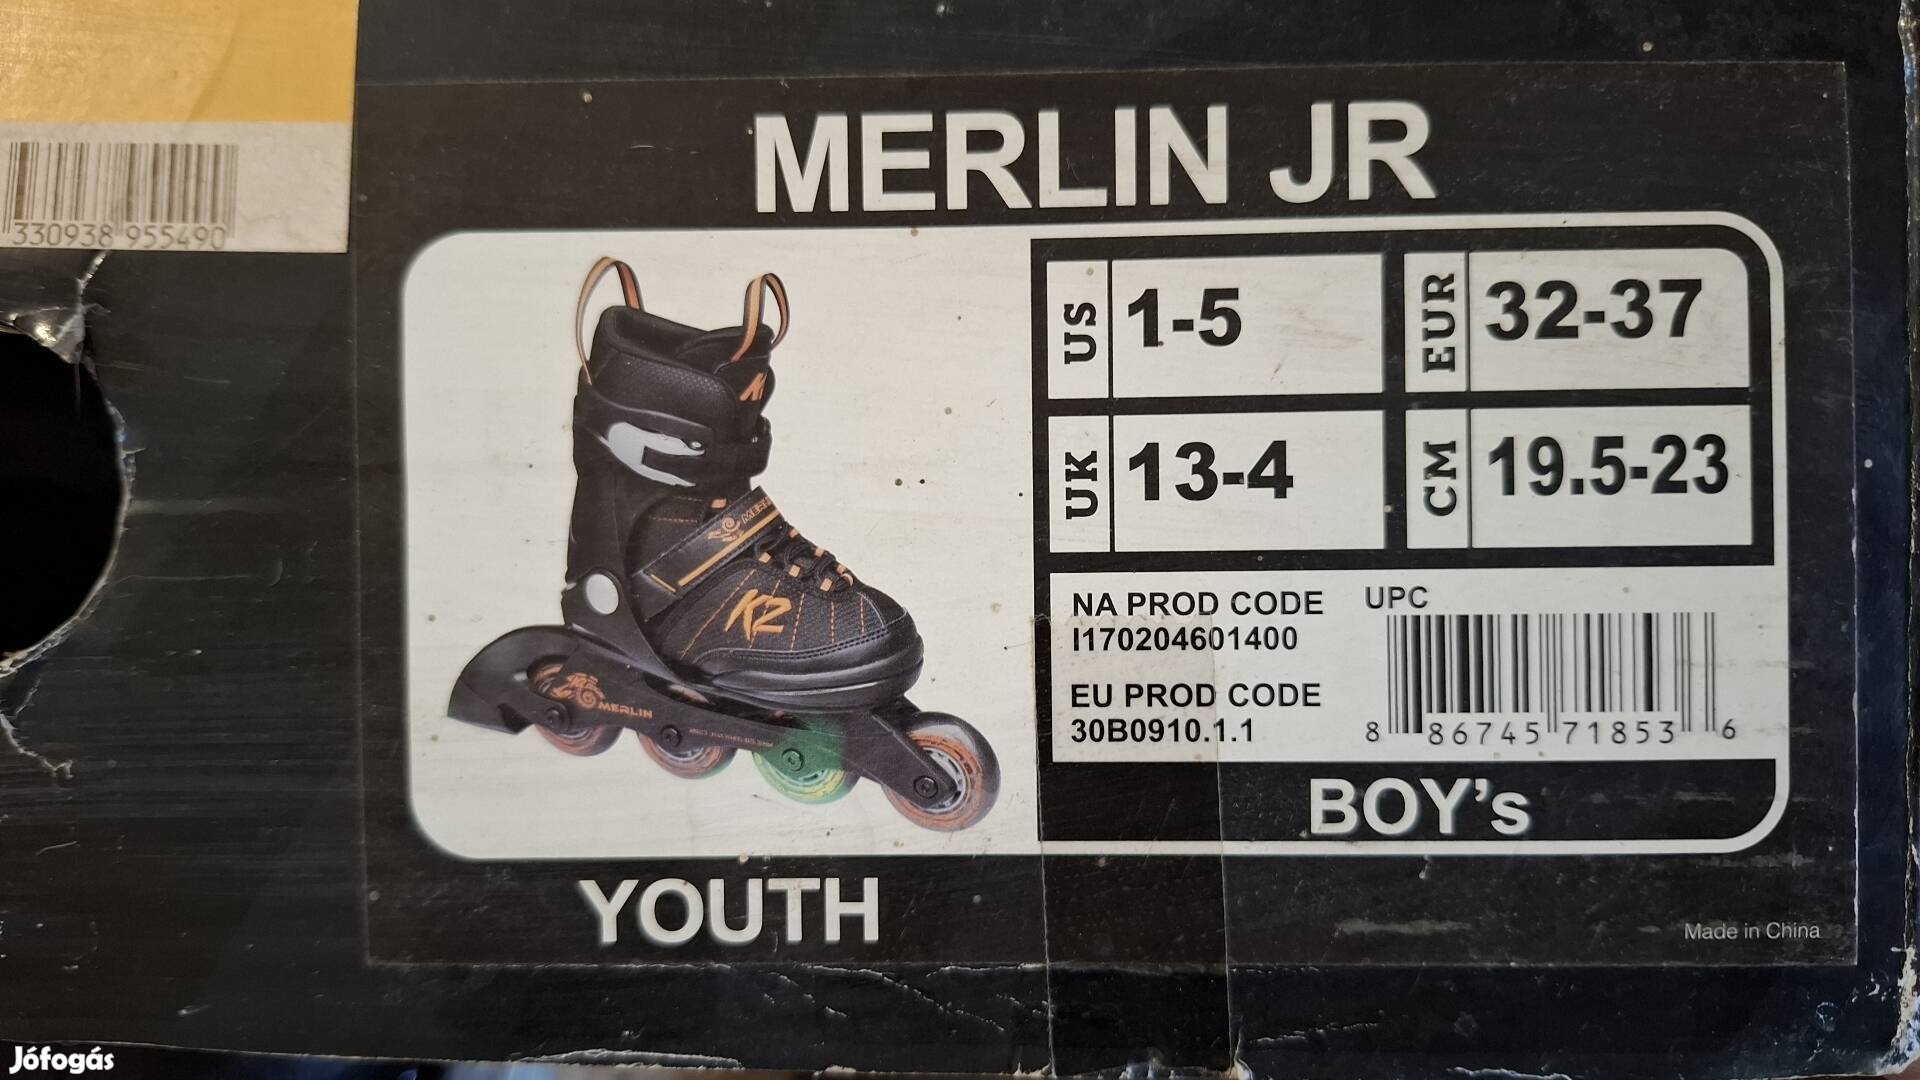 MERLIN JR
330938 955490
US 1-5
EUR 32-37
UK 13-4
CM 19.5-23
MERLIN
K2
MERLIN
NA PROD CODE
I170204601400
EU PROD CODE
30B0910.1.1
UPC
8 86745 71853 6
BOY's
YOUTH
Made in China
Jófogás